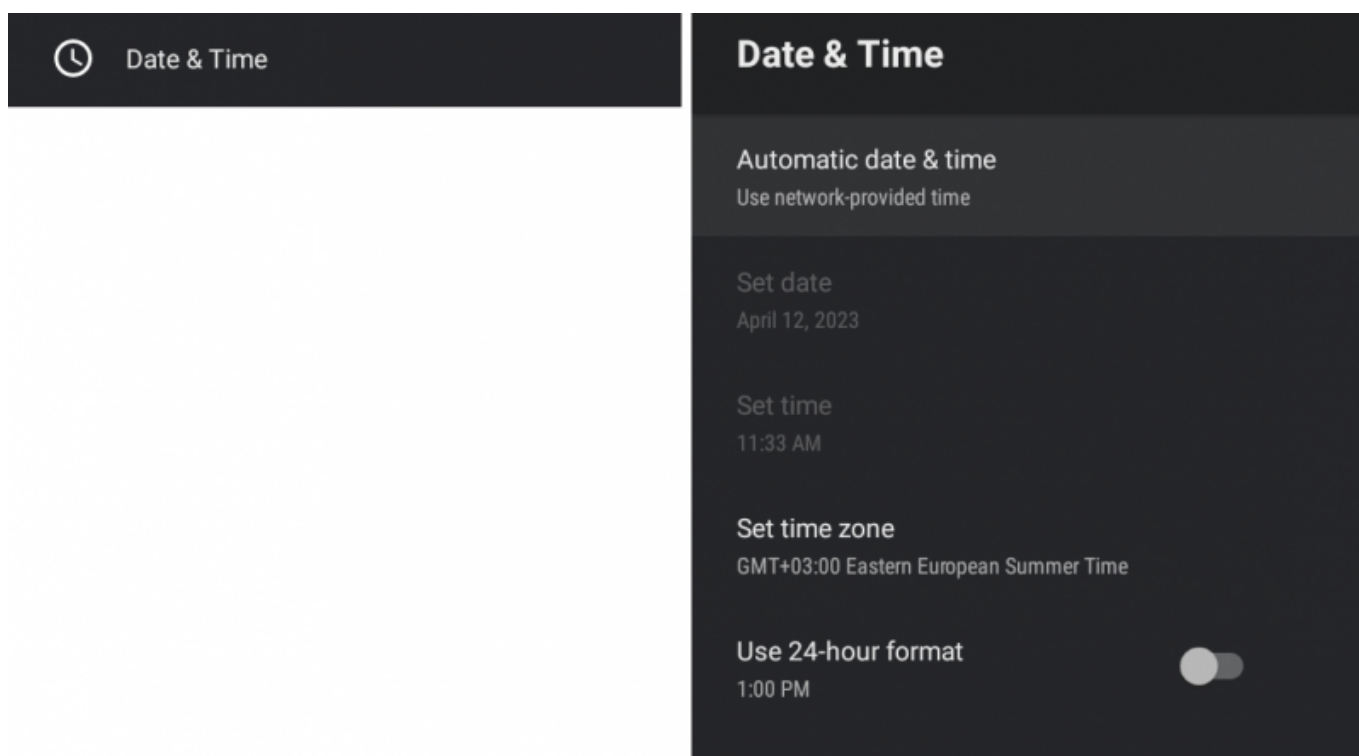 Date & Time
Date & Time
Automatic date & time
Use network-provided time
Set date
April 12, 2023
Set time
11:33 AM
Set time zone
GMT+03:00 Eastern European Summer Time
Use 24-hour format
1:00 PM